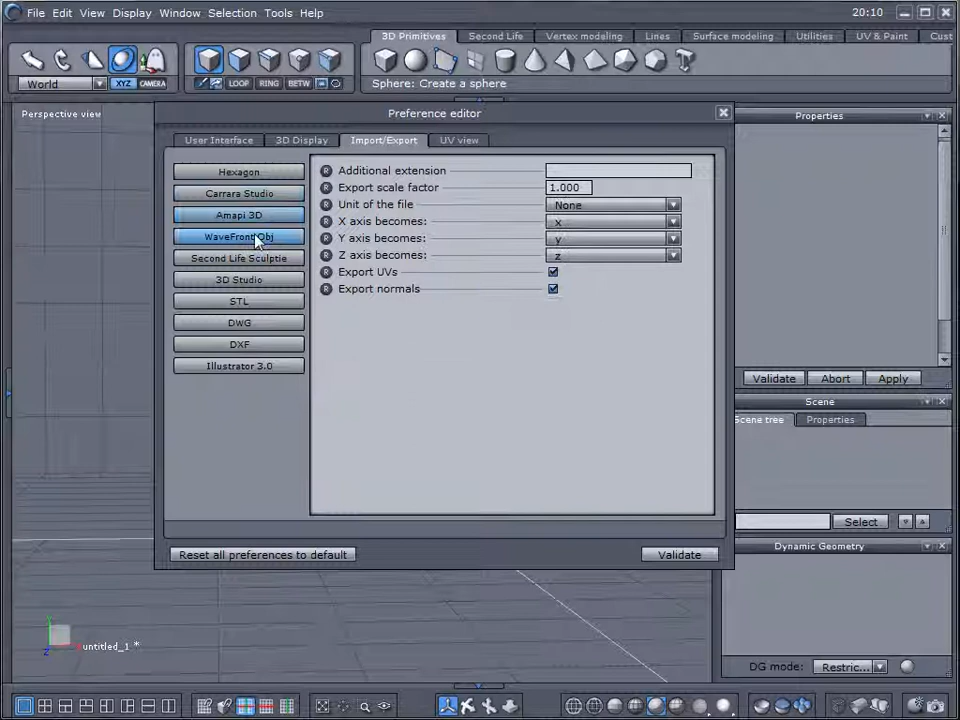 File Edit View Display Window Selection Tools Help 20:10
3D Primitives Second Life Vertex modeling Lines Surface modeling Utilities UV & Paint Cust
World XYZ CAMERA LOOP RING BETW Sphere: Create a sphere
Perspective view
Preference editor
Properties
User Interface 3D Display Import/Export UV view
Hexagon
Carrara Studio
Amapi 3D
WaveFront Obj
Second Life Sculptie
3D Studio
STL
DWG
DXF
Illustrator 3.0
R Additional extension
R Export scale factor 1.000
R Unit of the file None
R X axis becomes: x
R Y axis becomes: y
R Z axis becomes: z
R Export UVs
R Export normals
Validate Abort Apply
Scene
Scene tree Properties
Select
Reset all preferences to default Validate
Dynamic Geometry
Y
Z
untitled_1 *
DG mode: Restric...